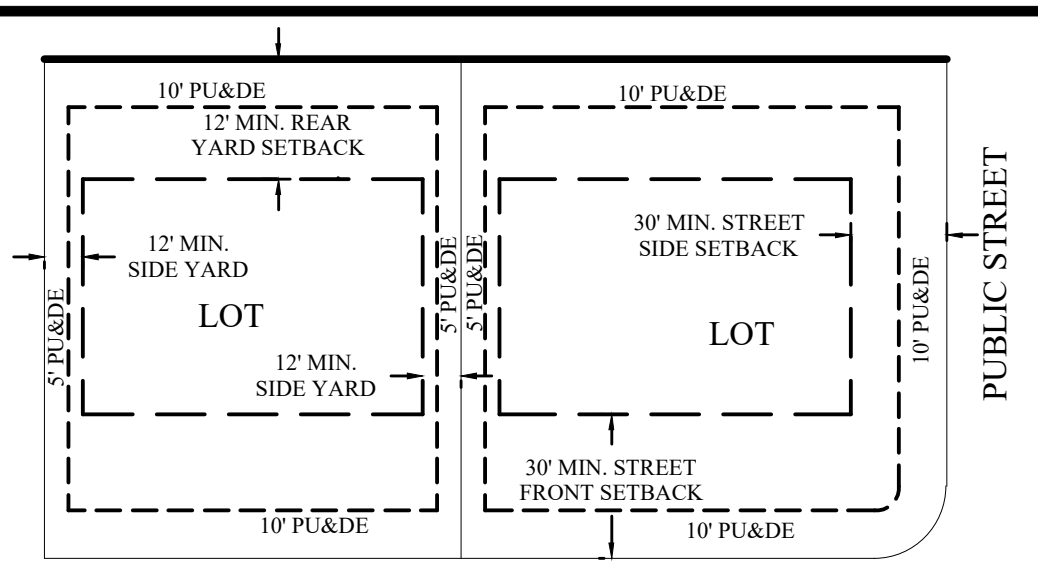 10' PU&DE
10' PU&DE
12' MIN. REAR
YARD SETBACK
12' MIN.
SIDE YARD
30' MIN. STREET
SIDE SETBACK
PUBLIC STREET
5' PU&DE
5' PU&DE
5' PU&DE
10' PU&DE
LOT
LOT
12' MIN.
SIDE YARD
30' MIN. STREET
FRONT SETBACK
10' PU&DE
10' PU&DE